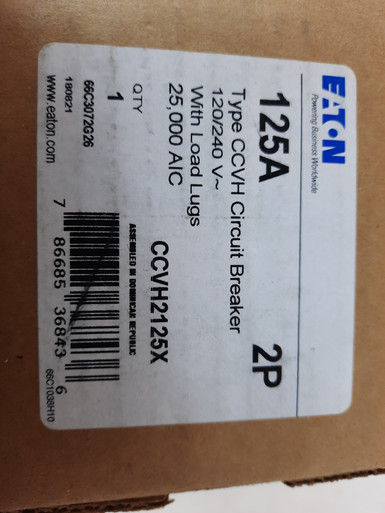 EATON
Powering Business Worldwide
125A 2P
Type CCVH Circuit Breaker
120/240 V~
With Load Lugs
25,000 AIC
CCVH2125X
QTY
1
ASSEMBLED IN DOMINICAN REPUBLIC
66C3072G26
180821
www.eaton.com
7 86685 36843 6
66C1038H10